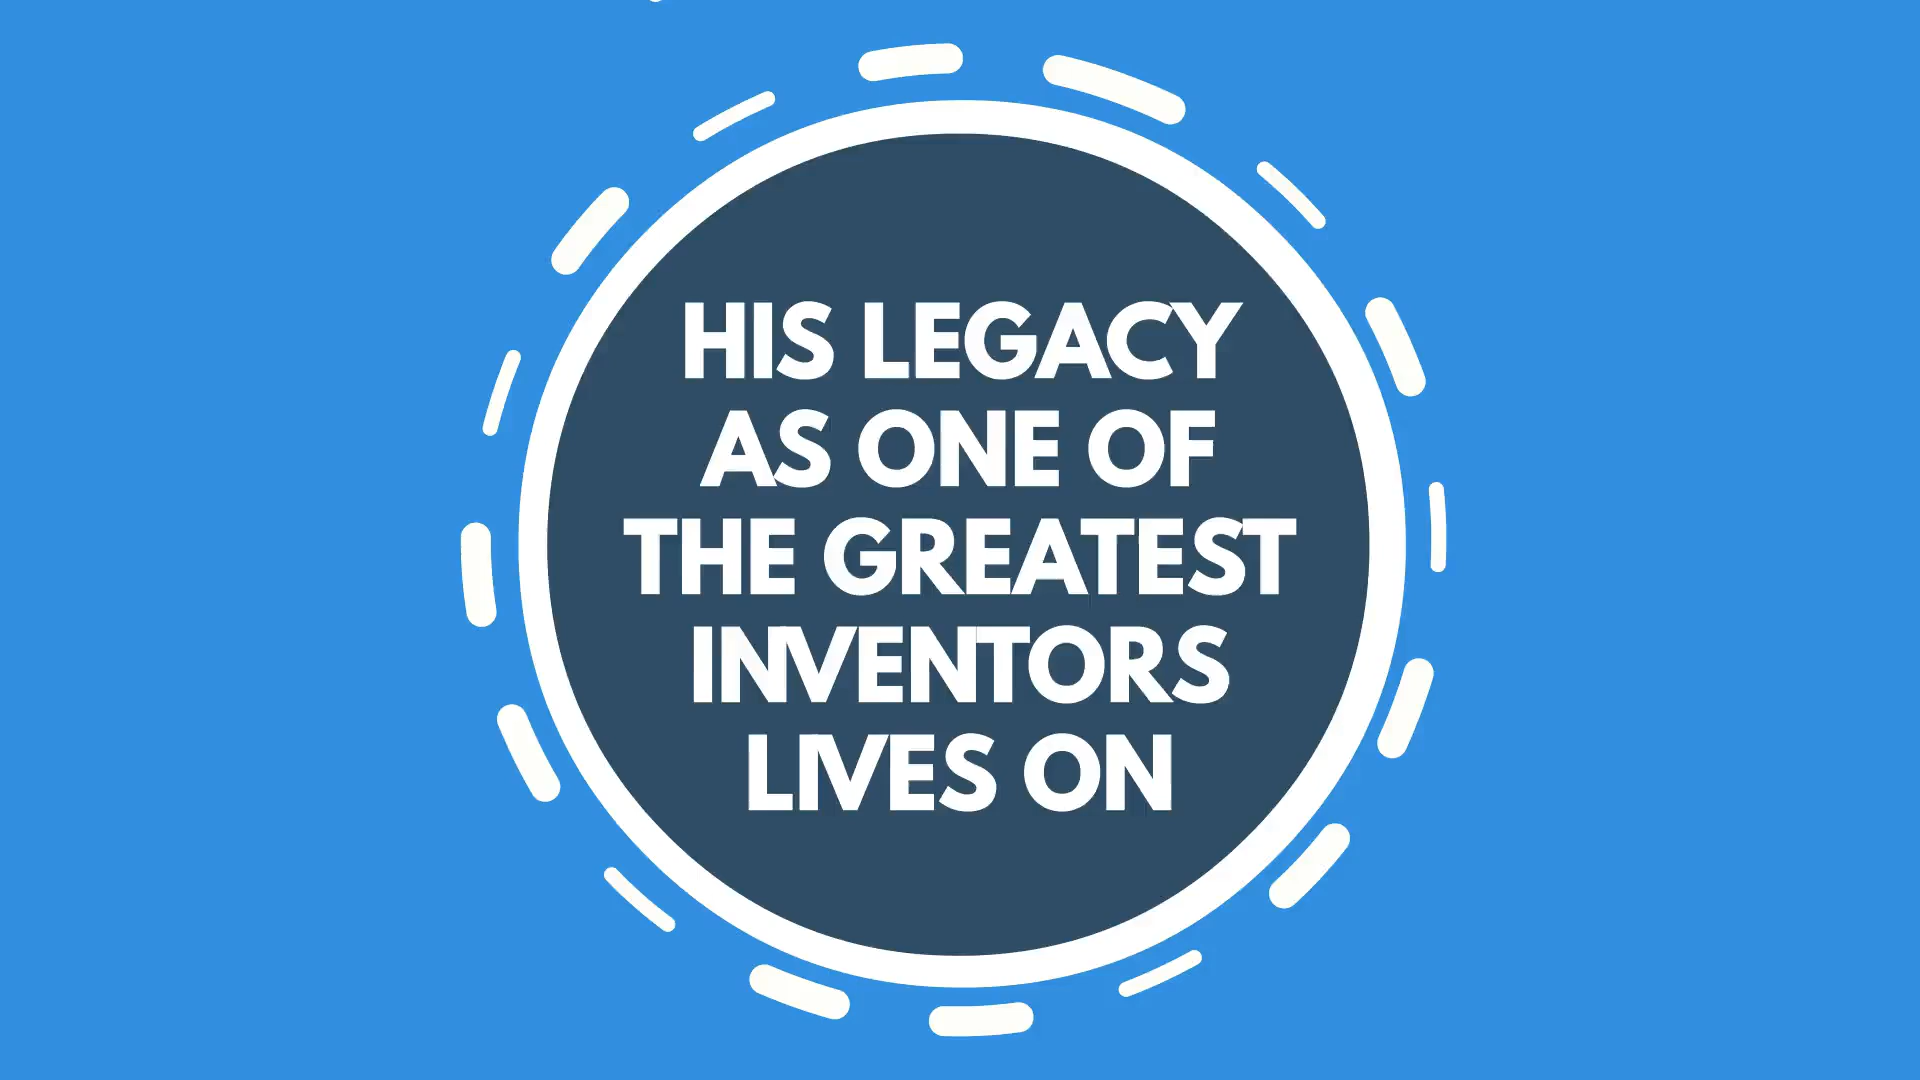 HIS LEGACY
AS ONE OF
THE GREATEST
INVENTORS
LIVES ON